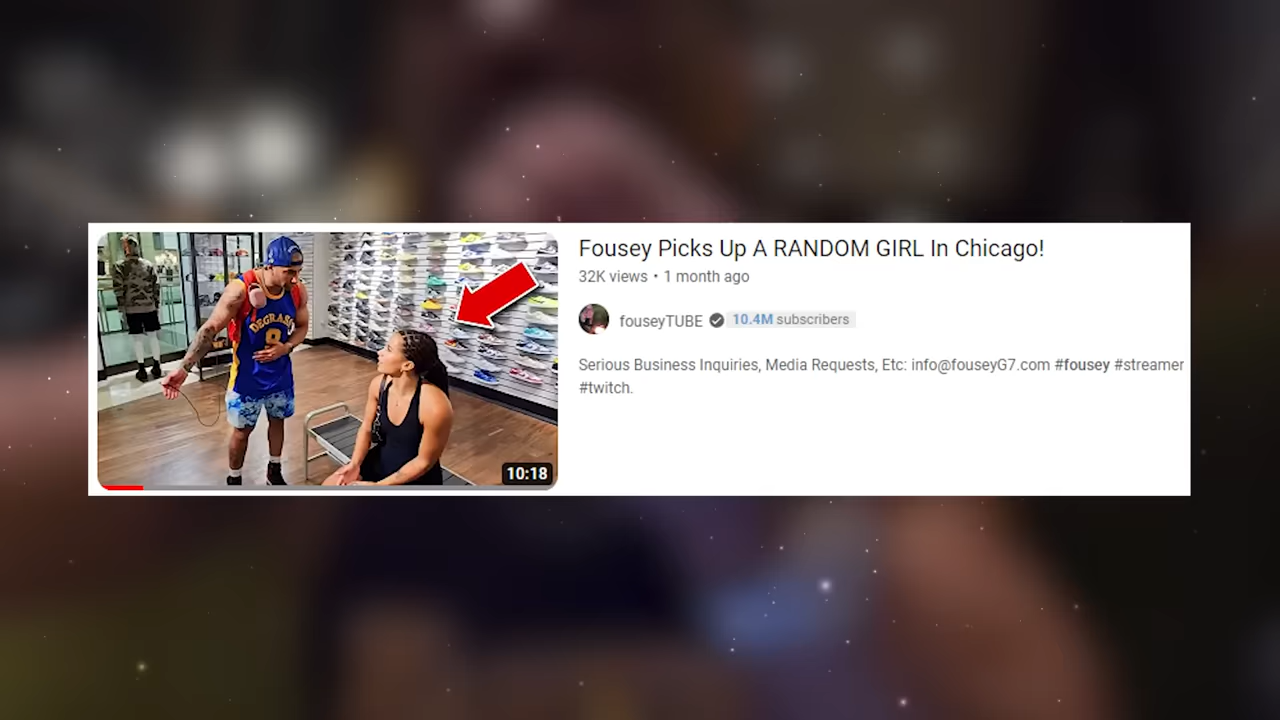 Fousey Picks Up A RANDOM GIRL In Chicago!
32K views • 1 month ago
fouseyTUBE 10.4M subscribers
Serious Business Inquiries, Media Requests, Etc: info@fouseyG7.com #fousey #streamer
#twitch.
DEGRASSI
8
10:18